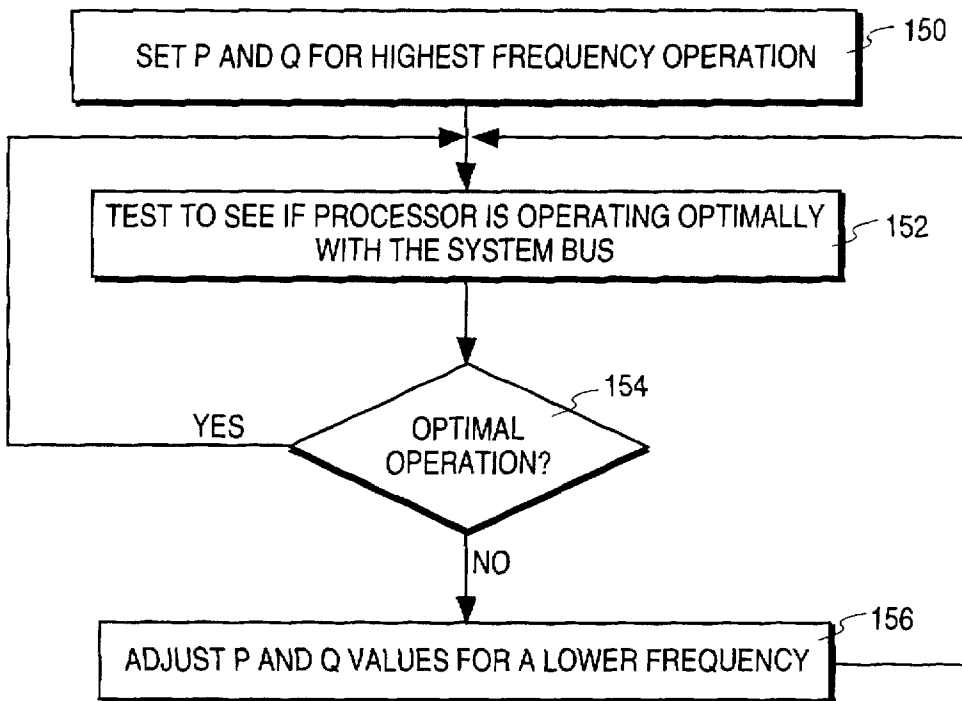 SET P AND Q FOR HIGHEST FREQUENCY OPERATION
150
TEST TO SEE IF PROCESSOR IS OPERATING OPTIMALLY
WITH THE SYSTEM BUS
152
154
YES
OPTIMAL
OPERATION?
NO
156
ADJUST P AND Q VALUES FOR A LOWER FREQUENCY